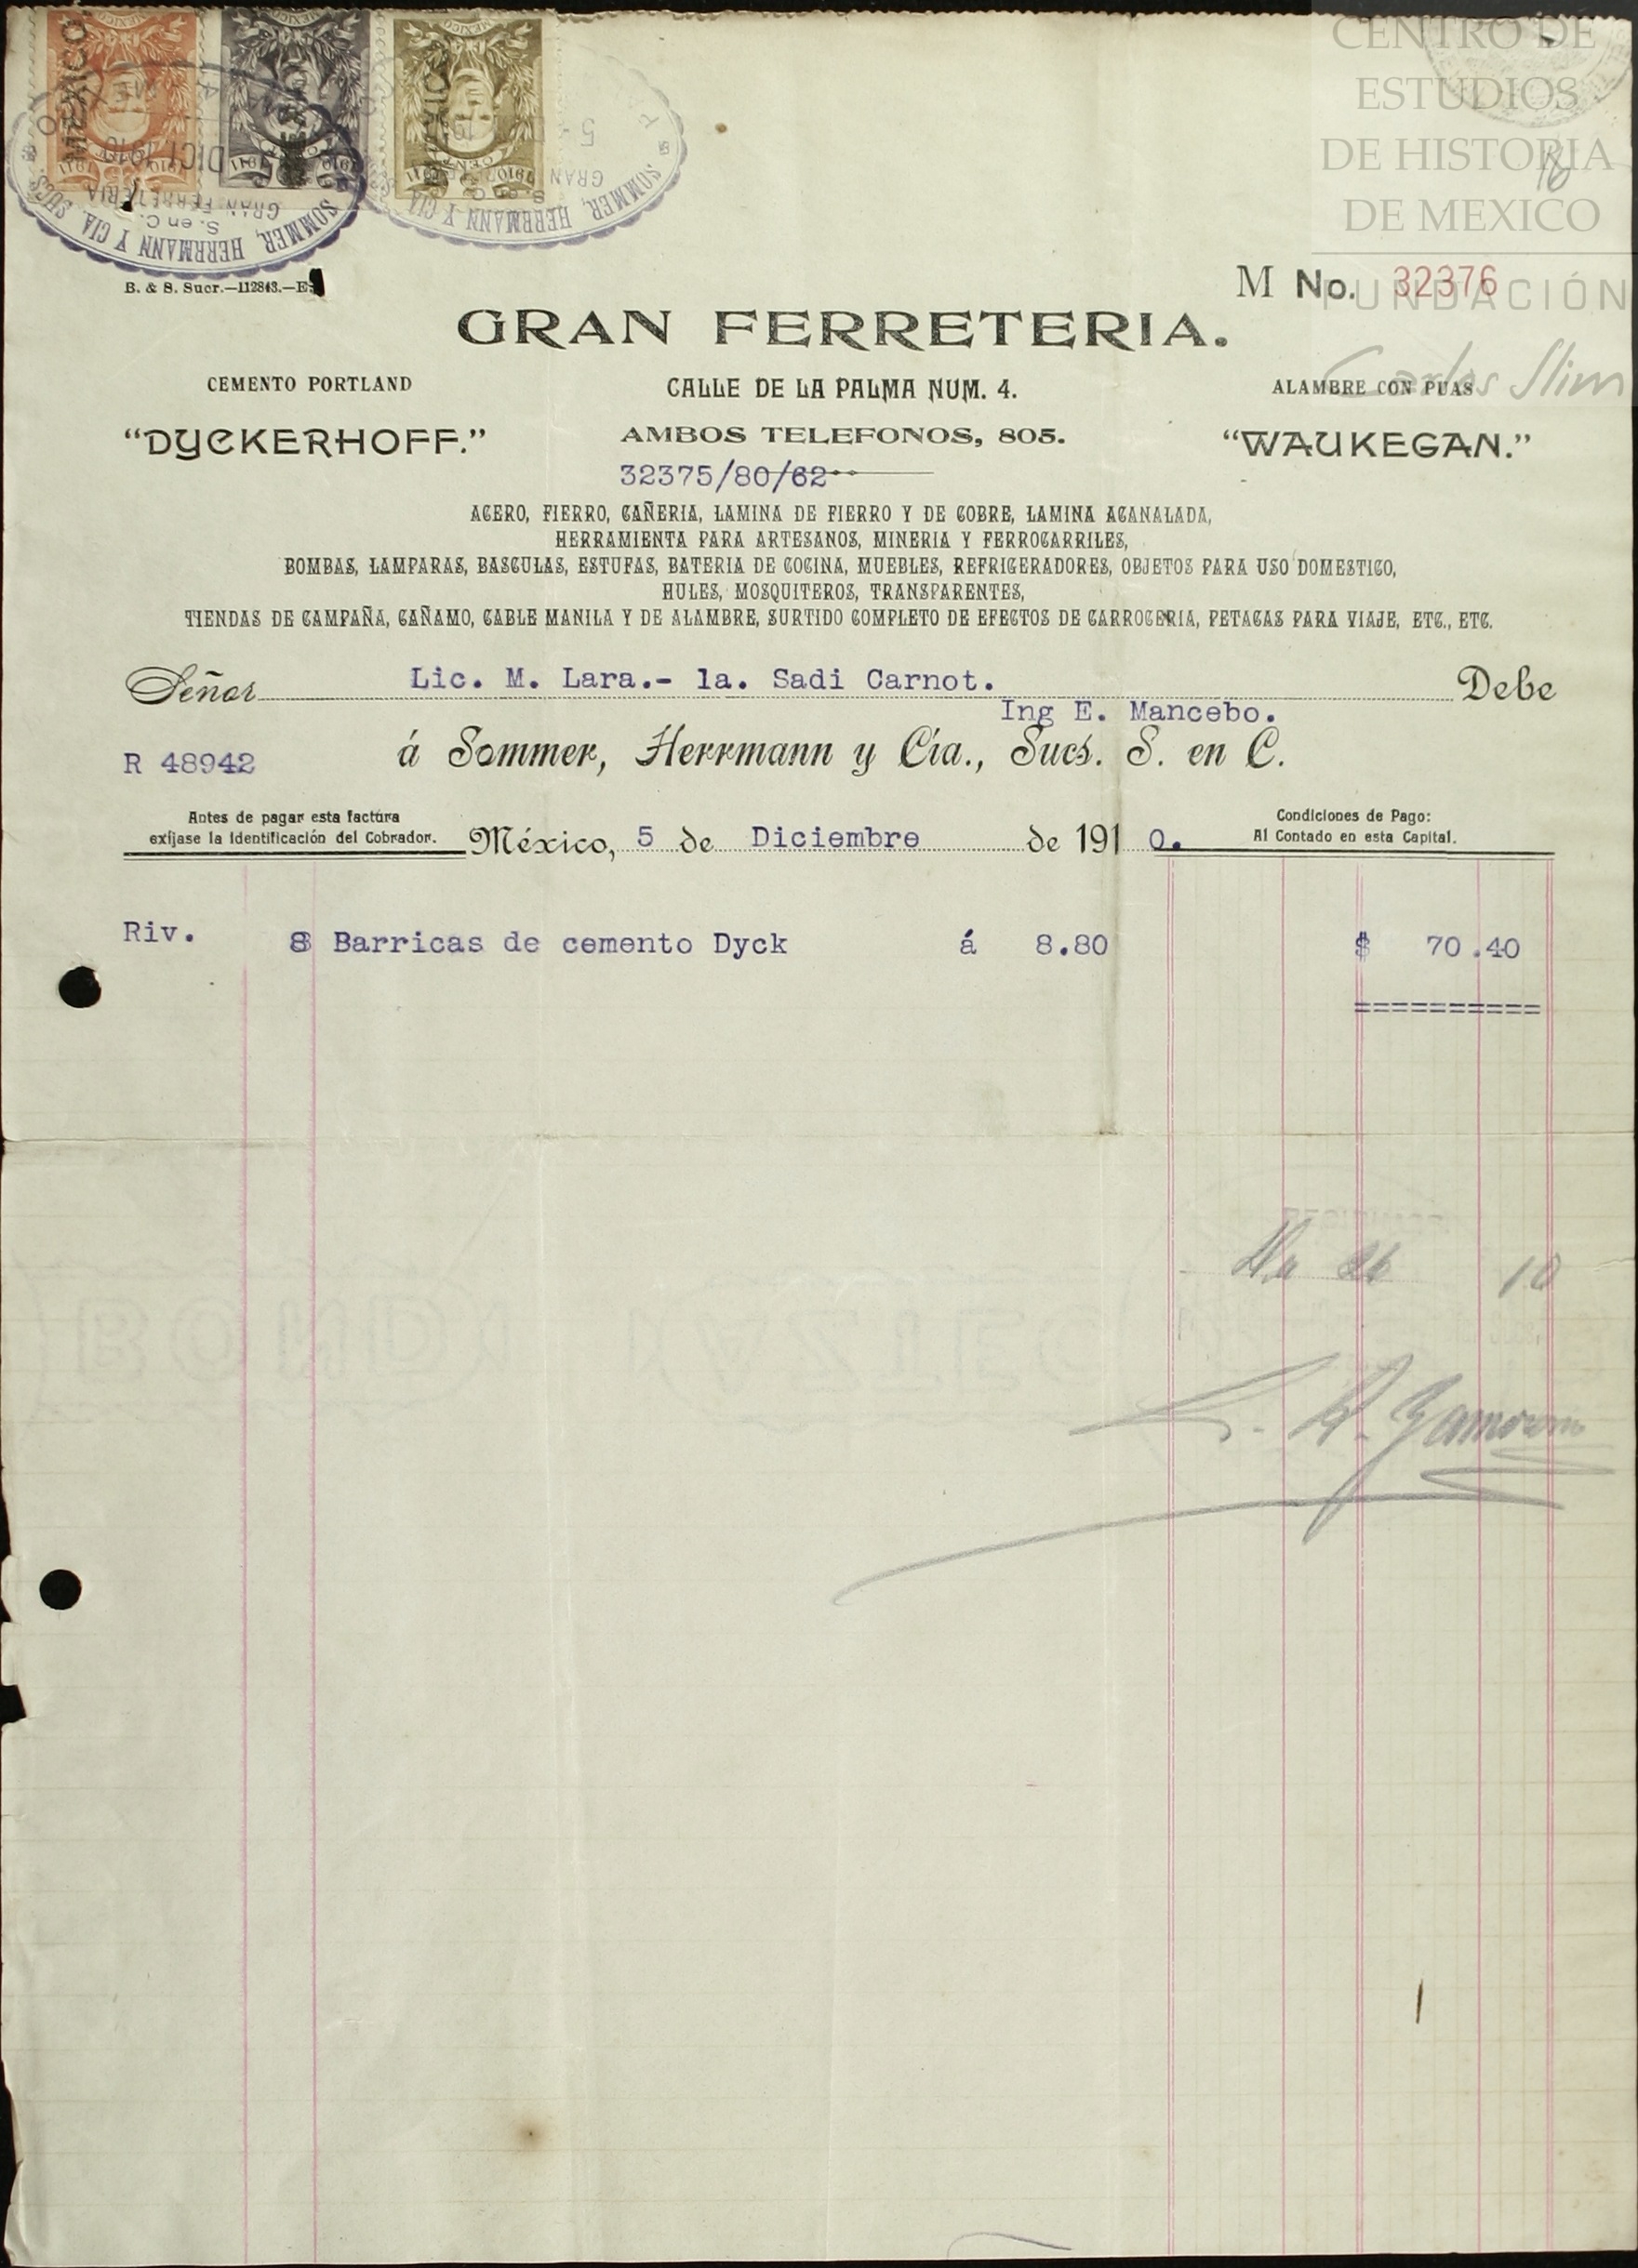 CENTRO DE
ESTUDIOS
DE HISTORIA
DE MEXICO
FUNDACIÓN
Carlos Slim
MEXICO
SOMMER, HERRMANN Y CIA. SUCS.
S. en C.
GRAN FERRETERIA
SOMMER, HERRMANN Y CIA
GRAN
B. & S. Sucr.—112843.—E
M No. 32376
GRAN FERRETERIA.
CEMENTO PORTLAND
"DYCKERHOFF."
CALLE DE LA PALMA NUM. 4.
AMBOS TELEFONOS, 805.
ALAMBRE CON PUAS
"WAUKEGAN."
32375/80/62
ACERO, FIERRO, CAÑERIA, LAMINA DE FIERRO Y DE COBRE, LAMINA ACANALADA,
HERRAMIENTA PARA ARTESANOS, MINERIA Y FERROCARRILES,
BOMBAS, LAMPARAS, BASCULAS, ESTUFAS, BATERIA DE COCINA, MUEBLES, REFRIGERADORES, OBJETOS PARA USO DOMESTICO,
HULES, MOSQUITEROS, TRANSPARENTES,
TIENDAS DE CAMPAÑA, CAÑAMO, CABLE MANILA Y DE ALAMBRE, SURTIDO COMPLETO DE EFECTOS DE CARROCERIA, PETACAS PARA VIAJE, ETC., ETC.
Señor Lic. M. Lara.- 1a. Sadi Carnot. Debe
Ing E. Mancebo.
R 48942 á Sommer, Herrmann y Cía., Sucs. S. en C.
Antes de pagar esta factura
exíjase la Identificación del Cobrador.
México, 5 de Diciembre de 1910.
Condiciones de Pago:
Al Contado en esta Capital.
Riv. 8 Barricas de cemento Dyck á 8.80 $ 70.40
==========
10